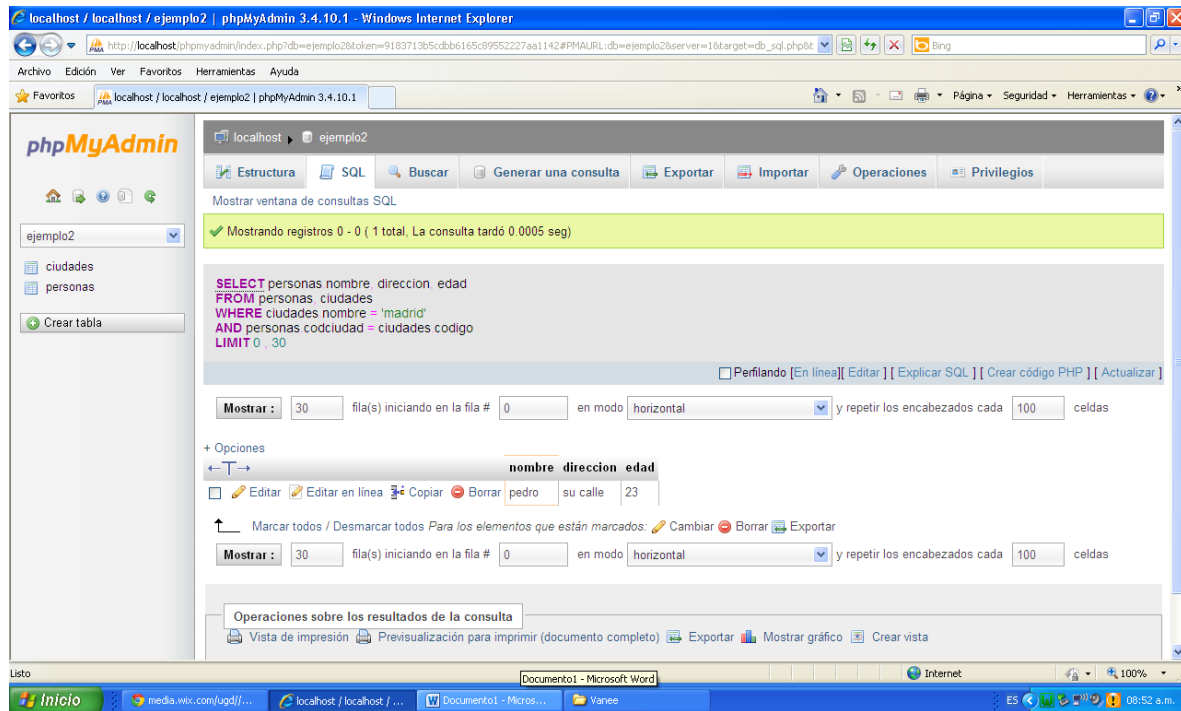 localhost / localhost / ejemplo2 | phpMyAdmin 3.4.10.1 - Windows Internet Explorer
http://localhost/phpmyadmin/index.php?db=ejemplo2&token=9183713b5cdbb6165c89552227aa1142#PMAURL:db=ejemplo2&server=1&target=db_sql.php&t
Bing
Archivo Edición Ver Favoritos Herramientas Ayuda
Favoritos
PMA localhost / localhost / ejemplo2 | phpMyAdmin 3.4.10.1
Página Seguridad Herramientas
phpMyAdmin
ejemplo2
ciudades
personas
Crear tabla
localhost ejemplo2
Estructura SQL Buscar Generar una consulta Exportar Importar Operaciones Privilegios
Mostrar ventana de consultas SQL
Mostrando registros 0 - 0 ( 1 total, La consulta tardó 0.0005 seg)
SELECT personas.nombre, direccion, edad
FROM personas, ciudades
WHERE ciudades.nombre = 'madrid'
AND personas.codciudad = ciudades.codigo
LIMIT 0 , 30
Perfilando [En línea][ Editar ] [ Explicar SQL ] [ Crear código PHP ] [ Actualizar ]
Mostrar : 30 fila(s) iniciando en la fila # 0 en modo horizontal y repetir los encabezados cada 100 celdas
+ Opciones
←T→ nombre direccion edad
Editar Editar en línea Copiar Borrar pedro su calle 23
Marcar todos / Desmarcar todos Para los elementos que están marcados: Cambiar Borrar Exportar
Mostrar : 30 fila(s) iniciando en la fila # 0 en modo horizontal y repetir los encabezados cada 100 celdas
Operaciones sobre los resultados de la consulta
Vista de impresión Previsualización para imprimir (documento completo) Exportar Mostrar gráfico Crear vista
Listo
Documento1 - Microsoft Word
Internet 100%
Inicio media.wix.com/ugd//... localhost / localhost / ... Documento1 - Micros... Vanee ES 08:52 a.m.